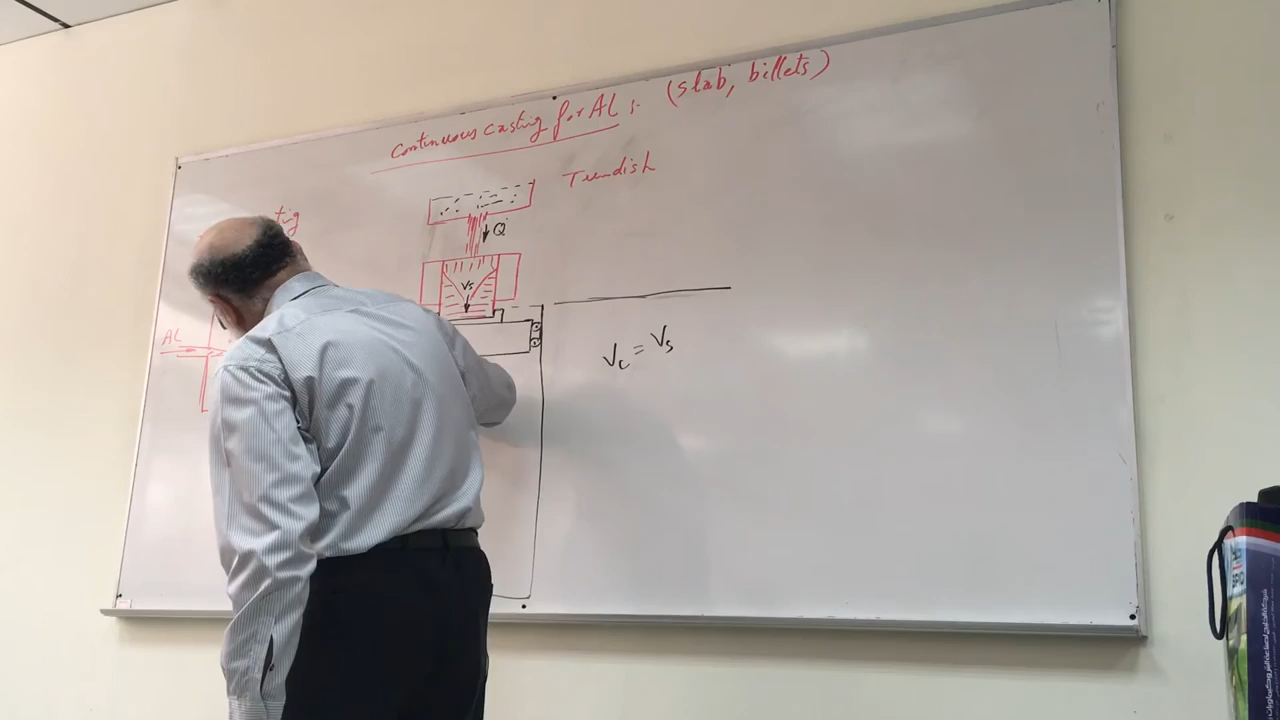 Continuous casting for AL :- (slab, billets)
Tundish
Q
AL
Vs
Vc = Vs